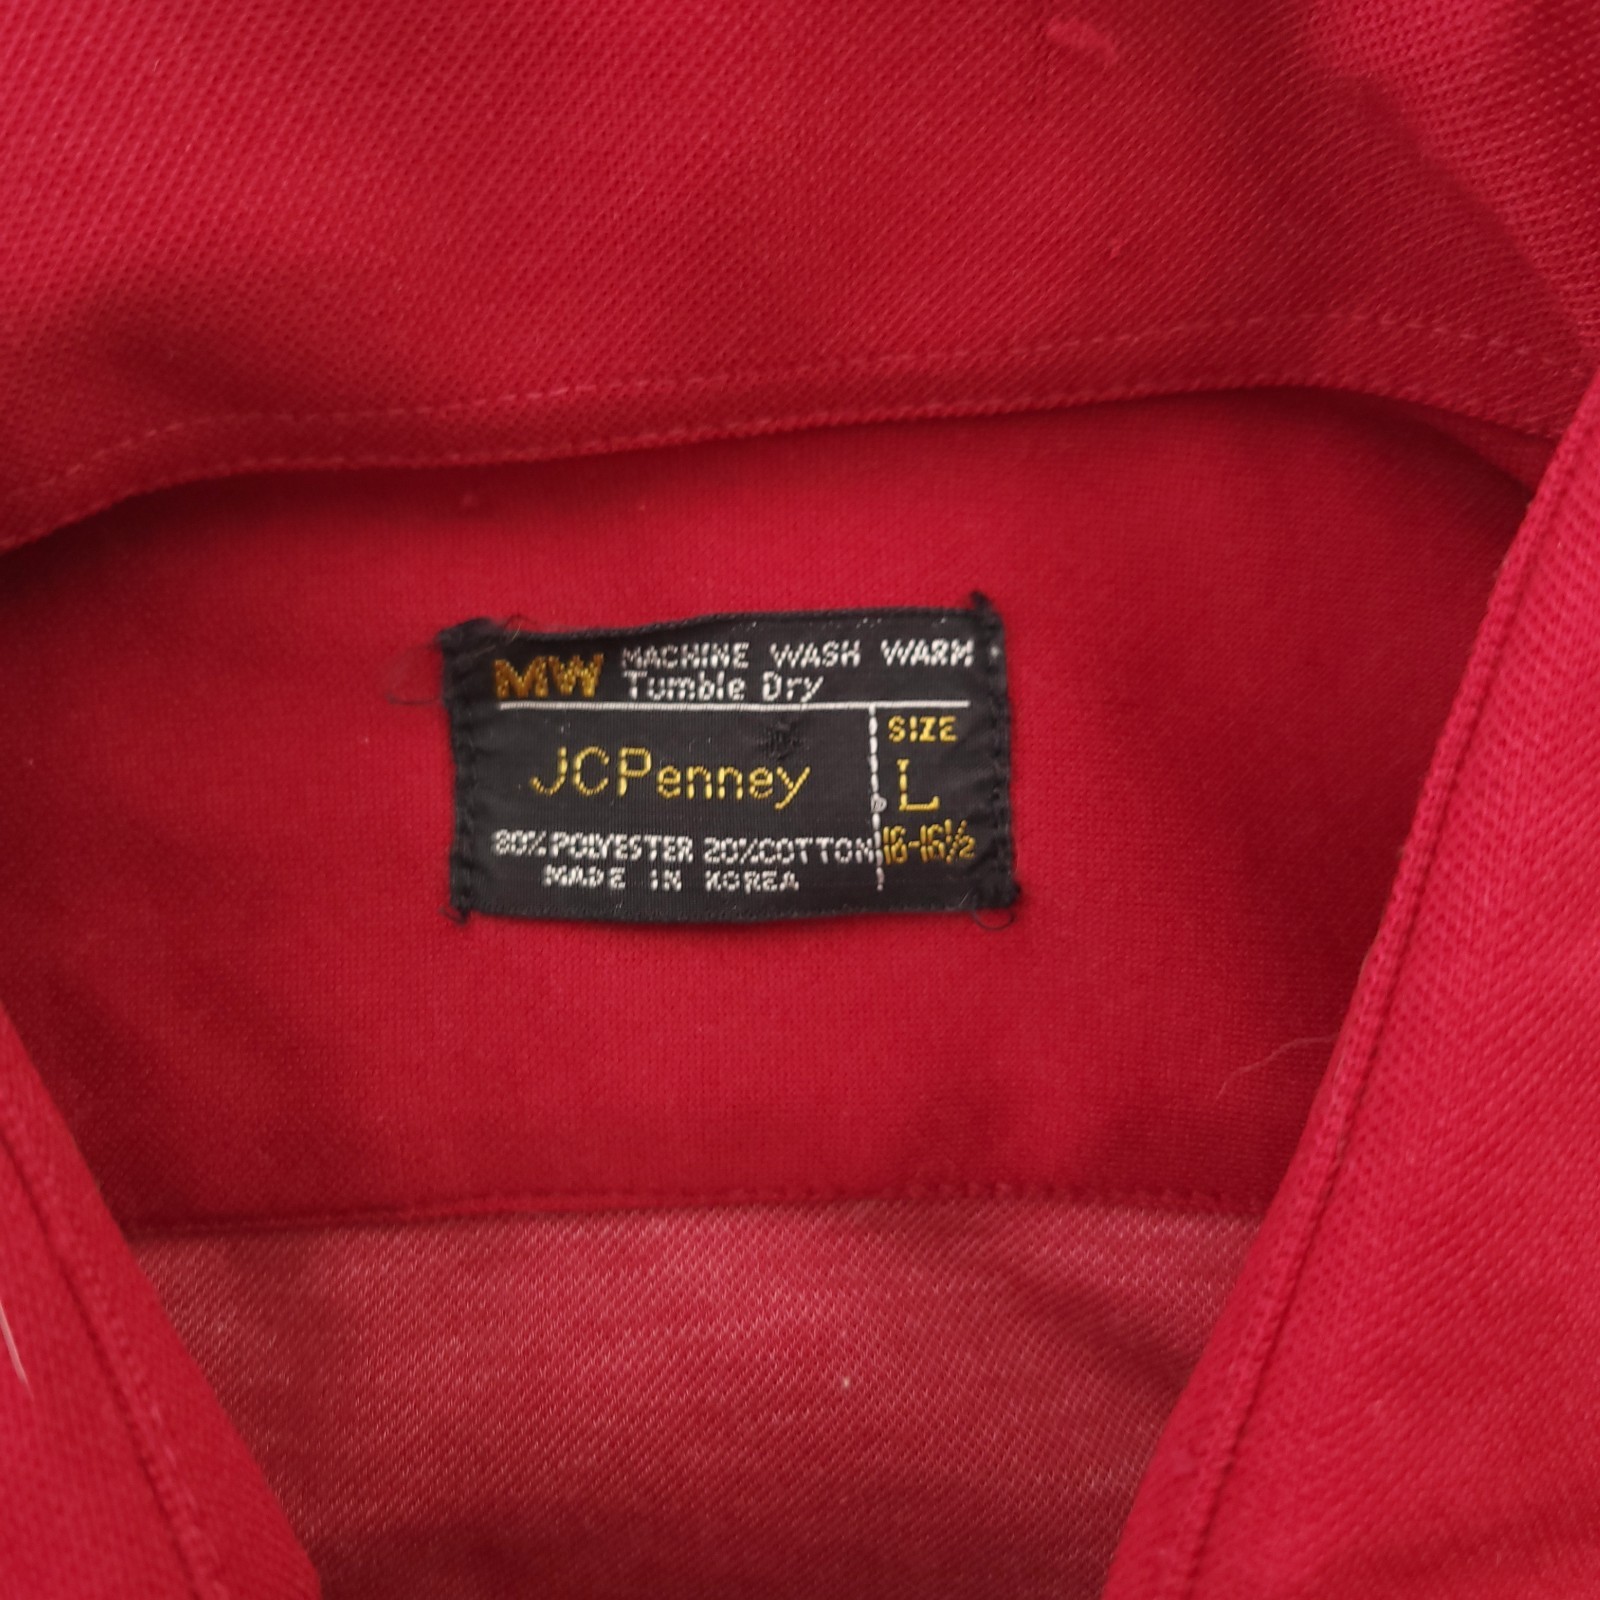 MW MACHINE WASH WARM
Tumble Dry
JCPenney
SIZE
L
16-16½
80% POLYESTER 20% COTTON
MADE IN KOREA